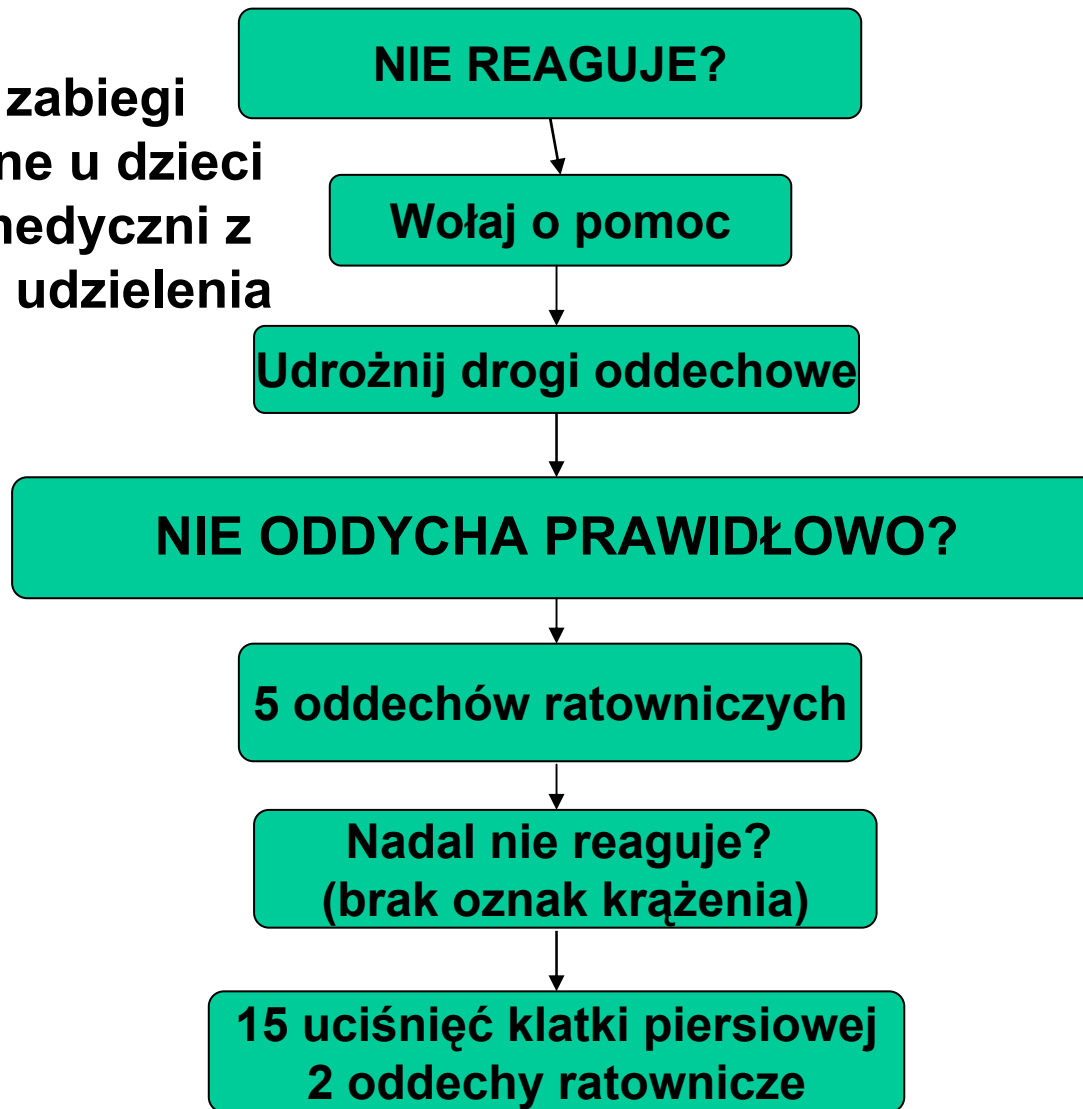 NIE REAGUJE?
zabiegi
ne u dzieci
medyczni z
udzielenia
Wołaj o pomoc
Udrożnij drogi oddechowe
NIE ODDYCHA PRAWIDŁOWO?
5 oddechów ratowniczych
Nadal nie reaguje?
(brak oznak krążenia)
15 uciśnięć klatki piersiowej
2 oddechy ratownicze